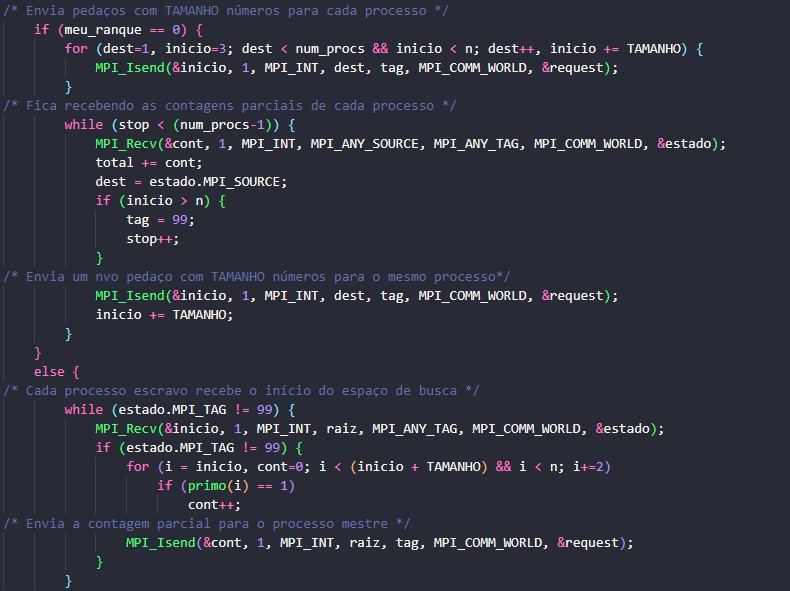 /* Envia pedaços com TAMANHO números para cada processo */
    if (meu_ranque == 0) {
        for (dest=1, inicio=3; dest < num_procs && inicio < n; dest++, inicio += TAMANHO) {
            MPI_Isend(&inicio, 1, MPI_INT, dest, tag, MPI_COMM_WORLD, &request);
        }
/* Fica recebendo as contagens parciais de cada processo */
        while (stop < (num_procs-1)) {
            MPI_Recv(&cont, 1, MPI_INT, MPI_ANY_SOURCE, MPI_ANY_TAG, MPI_COMM_WORLD, &estado);
            total += cont;
            dest = estado.MPI_SOURCE;
            if (inicio > n) {
                tag = 99;
                stop++;
            }
/* Envia um nvo pedaço com TAMANHO números para o mesmo processo*/
            MPI_Isend(&inicio, 1, MPI_INT, dest, tag, MPI_COMM_WORLD, &request);
            inicio += TAMANHO;
        }
    }
    else {
/* Cada processo escravo recebe o início do espaço de busca */
        while (estado.MPI_TAG != 99) {
            MPI_Recv(&inicio, 1, MPI_INT, raiz, MPI_ANY_TAG, MPI_COMM_WORLD, &estado);
            if (estado.MPI_TAG != 99) {
                for (i = inicio, cont=0; i < (inicio + TAMANHO) && i < n; i+=2)
                    if (primo(i) == 1)
                        cont++;
/* Envia a contagem parcial para o processo mestre */
                MPI_Isend(&cont, 1, MPI_INT, raiz, tag, MPI_COMM_WORLD, &request);
            }
        }